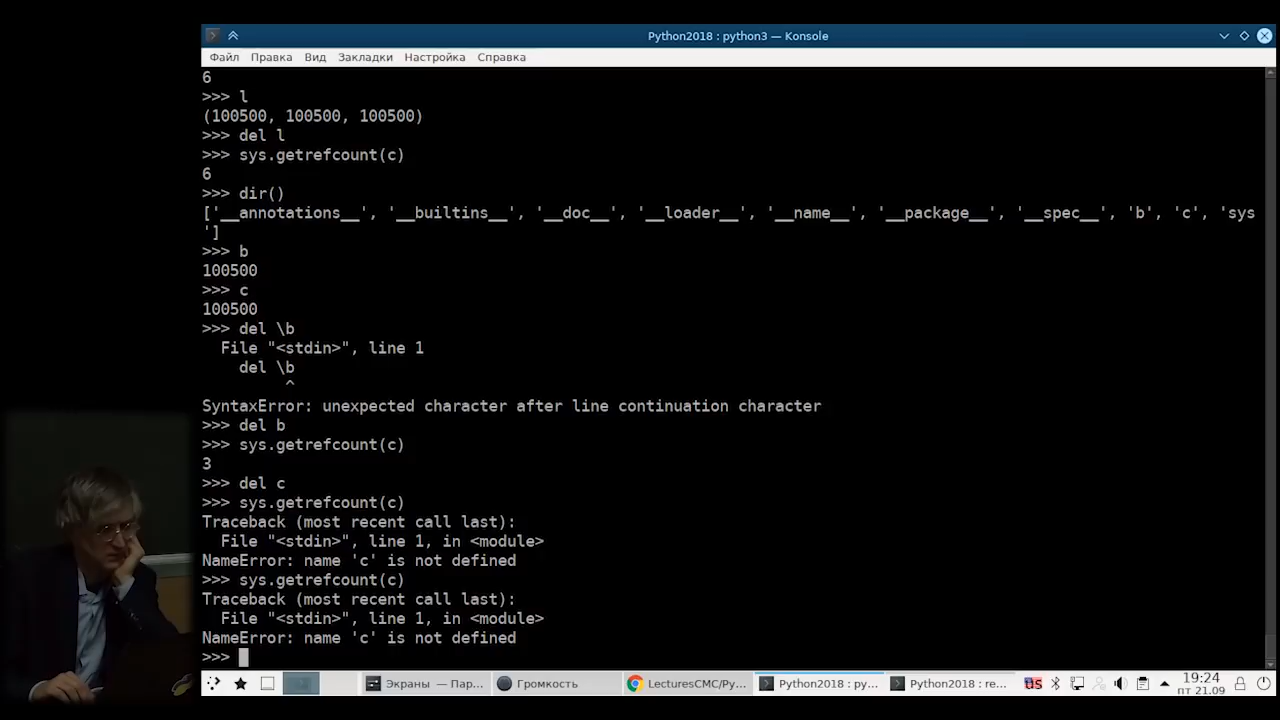 Python2018 : python3 — Konsole
Файл Правка Вид Закладки Настройка Справка
6
>>> l
(100500, 100500, 100500)
>>> del l
>>> sys.getrefcount(c)
6
>>> dir()
['__annotations__', '__builtins__', '__doc__', '__loader__', '__name__', '__package__', '__spec__', 'b', 'c', 'sys
']
>>> b
100500
>>> c
100500
>>> del \b
  File "<stdin>", line 1
    del \b
         ^
SyntaxError: unexpected character after line continuation character
>>> del b
>>> sys.getrefcount(c)
3
>>> del c
>>> sys.getrefcount(c)
Traceback (most recent call last):
  File "<stdin>", line 1, in <module>
NameError: name 'c' is not defined
>>> sys.getrefcount(c)
Traceback (most recent call last):
  File "<stdin>", line 1, in <module>
NameError: name 'c' is not defined
>>>
Экраны — Пар... Громкость LecturesCMC/Py... Python2018 : py... Python2018 : re... us 19:24
пт 21.09